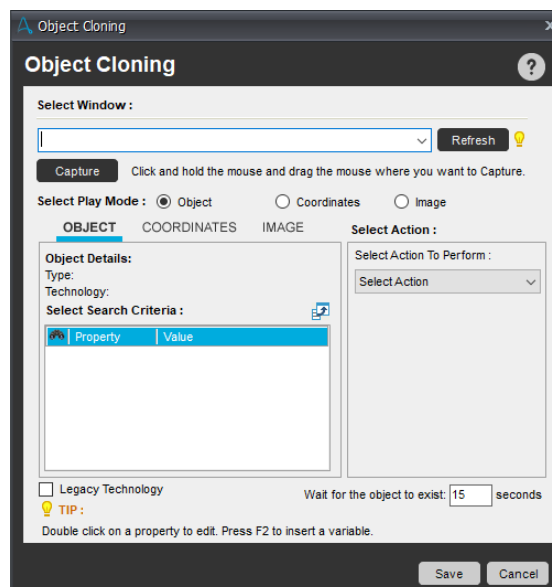 Object Cloning
Object Cloning
?
Select Window :
Refresh
Capture Click and hold the mouse and drag the mouse where you want to Capture.
Select Play Mode : Object Coordinates Image
OBJECT COORDINATES IMAGE Select Action :
Object Details: Select Action To Perform :
Type:
Technology: Select Action
Select Search Criteria :
Property Value
Legacy Technology Wait for the object to exist: 15 seconds
TIP :
Double click on a property to edit. Press F2 to insert a variable.
Save Cancel